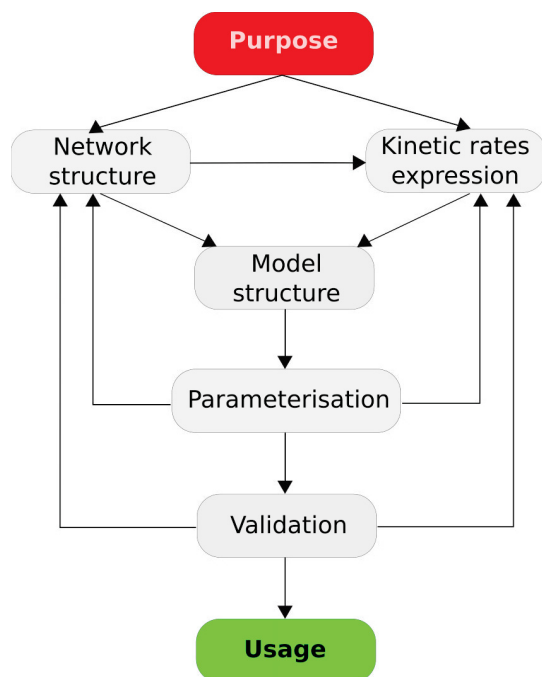 Purpose
Network
structure
Kinetic rates
expression
Model
structure
Parameterisation
Validation
Usage